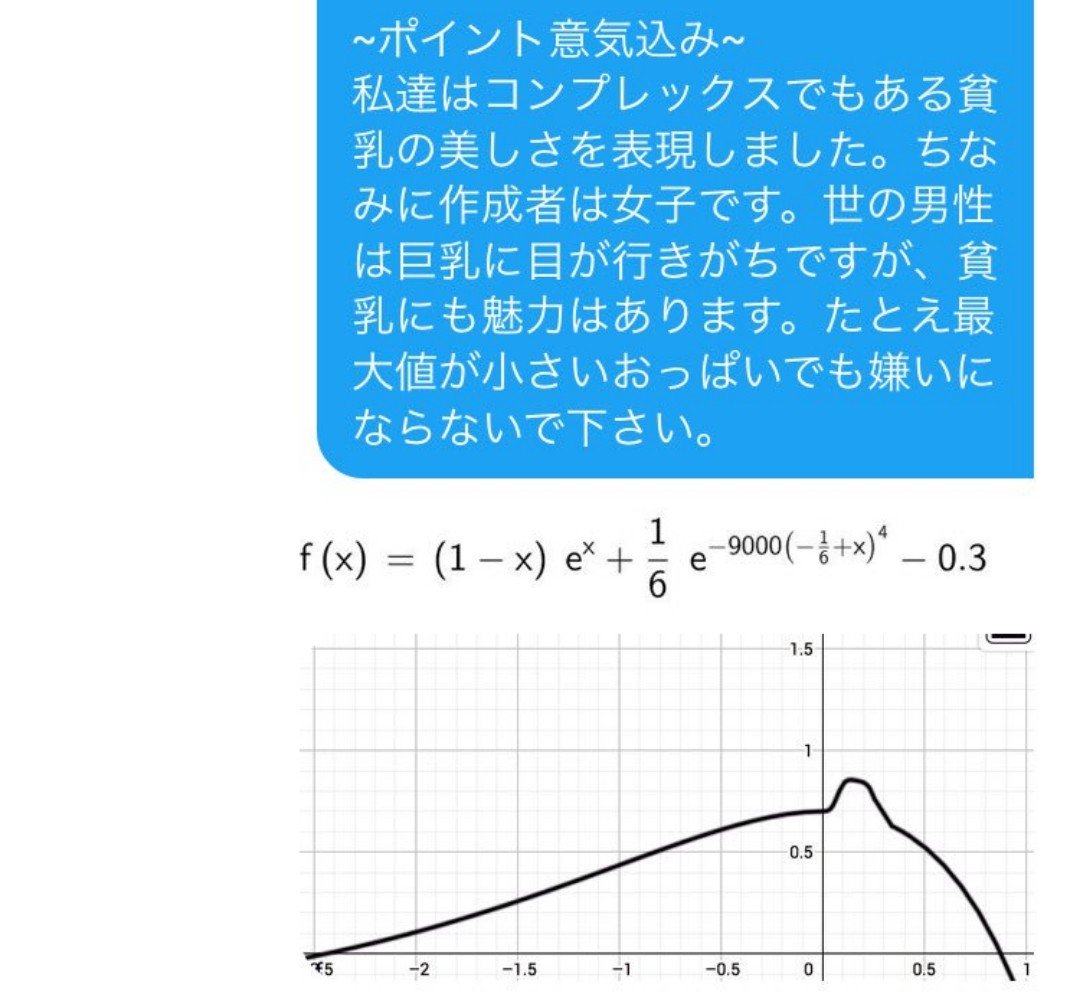 ~ポイント意気込み~
私達はコンプレックスでもある貧
乳の美しさを表現しました。ちな
みに作成者は女子です。世の男性
は巨乳に目が行きがちですが、貧
乳にも魅力はあります。たとえ最
大値が小さいおっぱいでも嫌いに
ならないで下さい。
f(x) = (1 − x) e^x + 1/6 e^(−9000(−1/6+x)^4) − 0.3
1.5
1
0.5
−2 −1.5 −1 −0.5 0 0.5 1